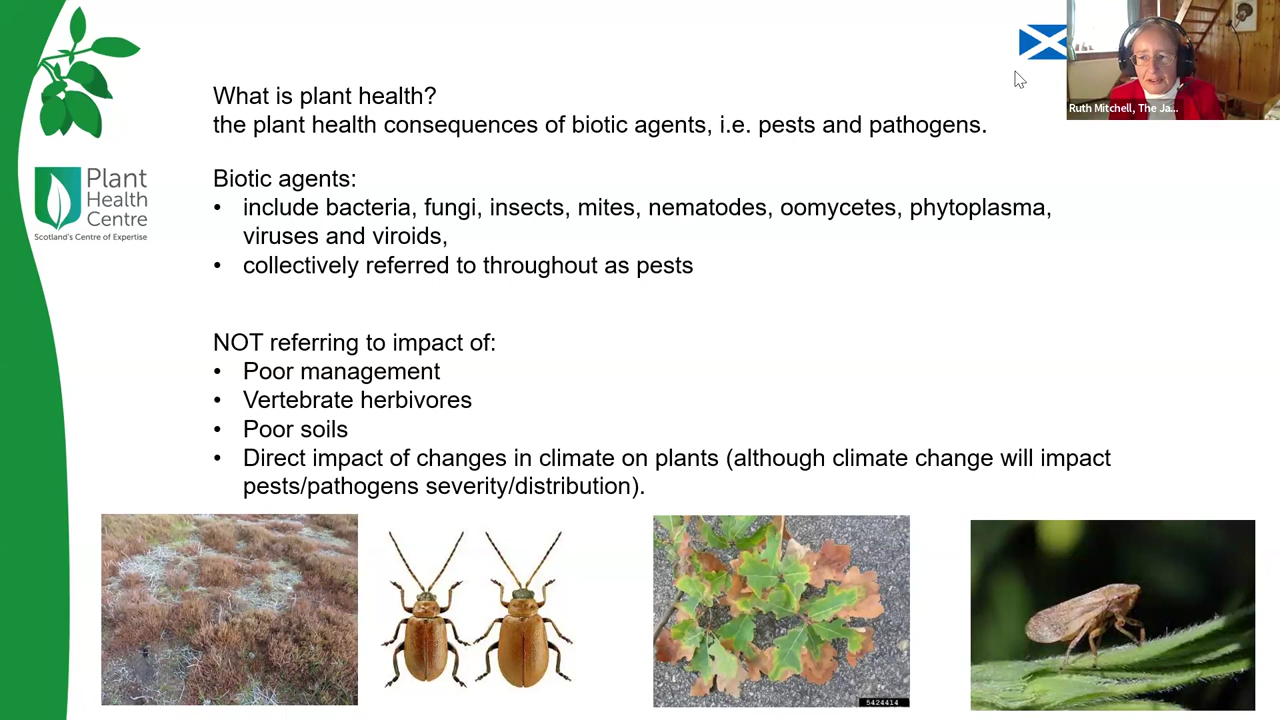 What is plant health?
the plant health consequences of biotic agents, i.e. pests and pathogens.
Ruth Mitchell, The Ja...
Plant
Health
Centre
Scotland's Centre of Expertise
Biotic agents:
• include bacteria, fungi, insects, mites, nematodes, oomycetes, phytoplasma,
viruses and viroids,
• collectively referred to throughout as pests
NOT referring to impact of:
• Poor management
• Vertebrate herbivores
• Poor soils
• Direct impact of changes in climate on plants (although climate change will impact
pests/pathogens severity/distribution).
5424414